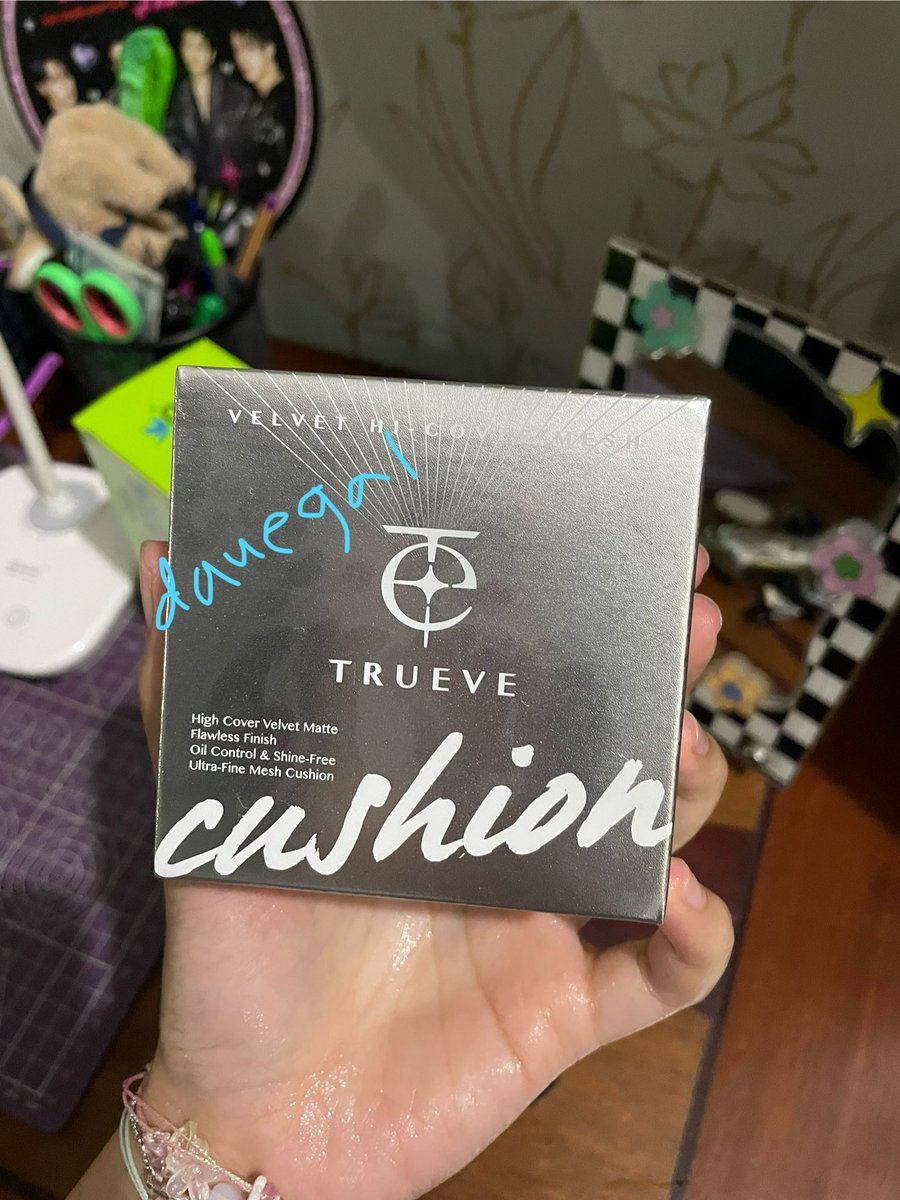 VELVET HI-COVER MESH
dauegal
TRUEVE
High Cover Velvet Matte
Flawless Finish
Oil Control & Shine-Free
Ultra-Fine Mesh Cushion
cushion